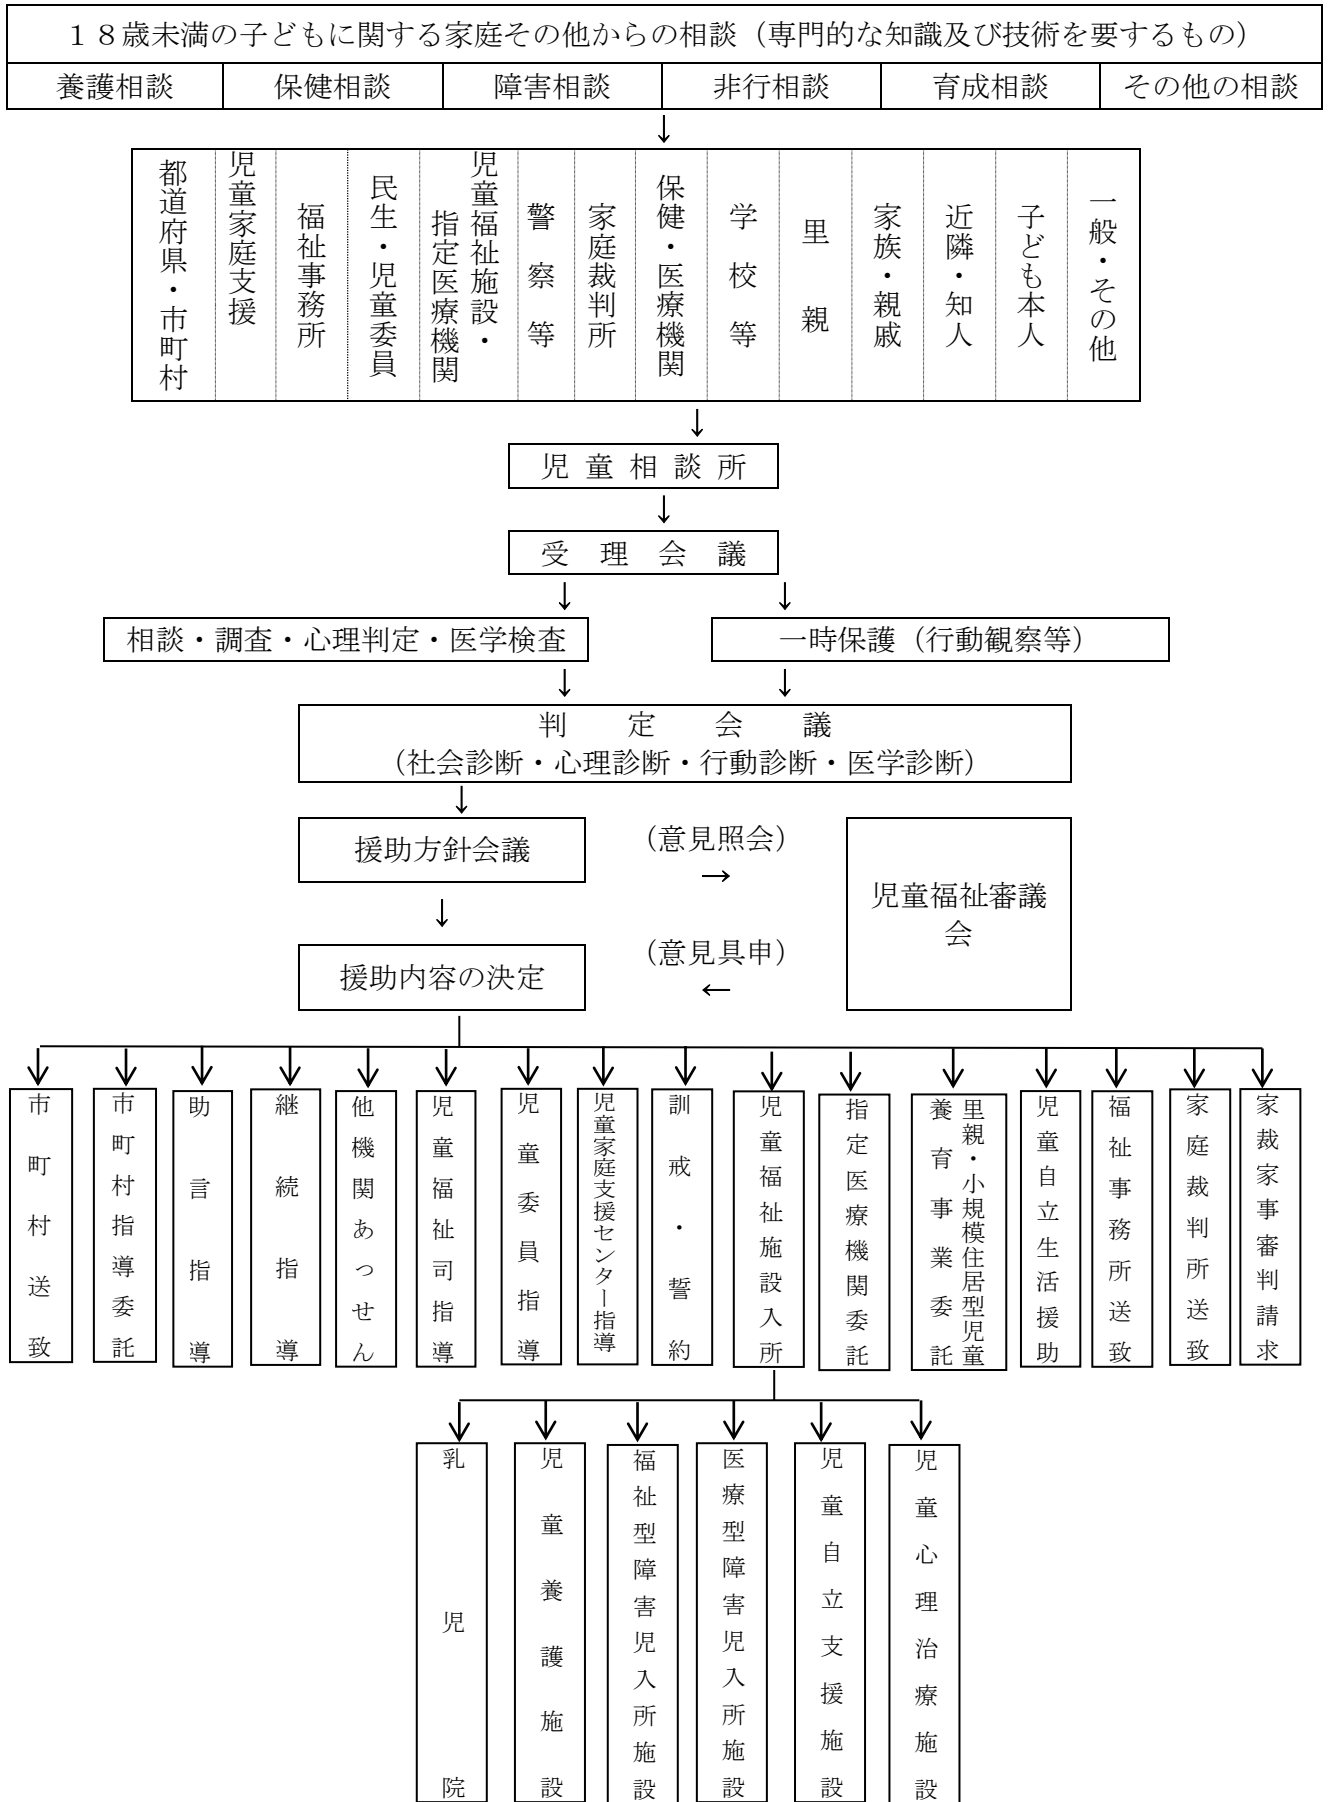 １８歳未満の子どもに関する家庭その他からの相談（専門的な知識及び技術を要するもの）
養護相談
保健相談
障害相談
非行相談
育成相談
その他の相談
↓
都道府県・市町村
児童家庭支援
福祉事務所
民生・児童委員
児童福祉施設・
指定医療機関
警察等
家庭裁判所
保健・医療機関
学校等
里親
家族・親戚
近隣・知人
子ども本人
一般・その他
↓
児童相談所
↓
受理会議
↓
↓
相談・調査・心理判定・医学検査
一時保護（行動観察等）
↓
↓
判定会議
（社会診断・心理診断・行動診断・医学診断）
↓
援助方針会議
（意見照会）
→
児童福祉審議
会
↓
援助内容の決定
（意見具申）
←
市町村送致
市町村指導委託
助言指導
継続指導
他機関あっせん
児童福祉司指導
児童委員指導
児童家庭支援センター指導
訓戒・誓約
児童福祉施設入所
指定医療機関委託
里親・小規模住居型児童
養育事業委託
児童自立生活援助
福祉事務所送致
家庭裁判所送致
家裁家事審判請求
乳児院
児童養護施設
福祉型障害児入所施設
医療型障害児入所施設
児童自立支援施設
児童心理治療施設